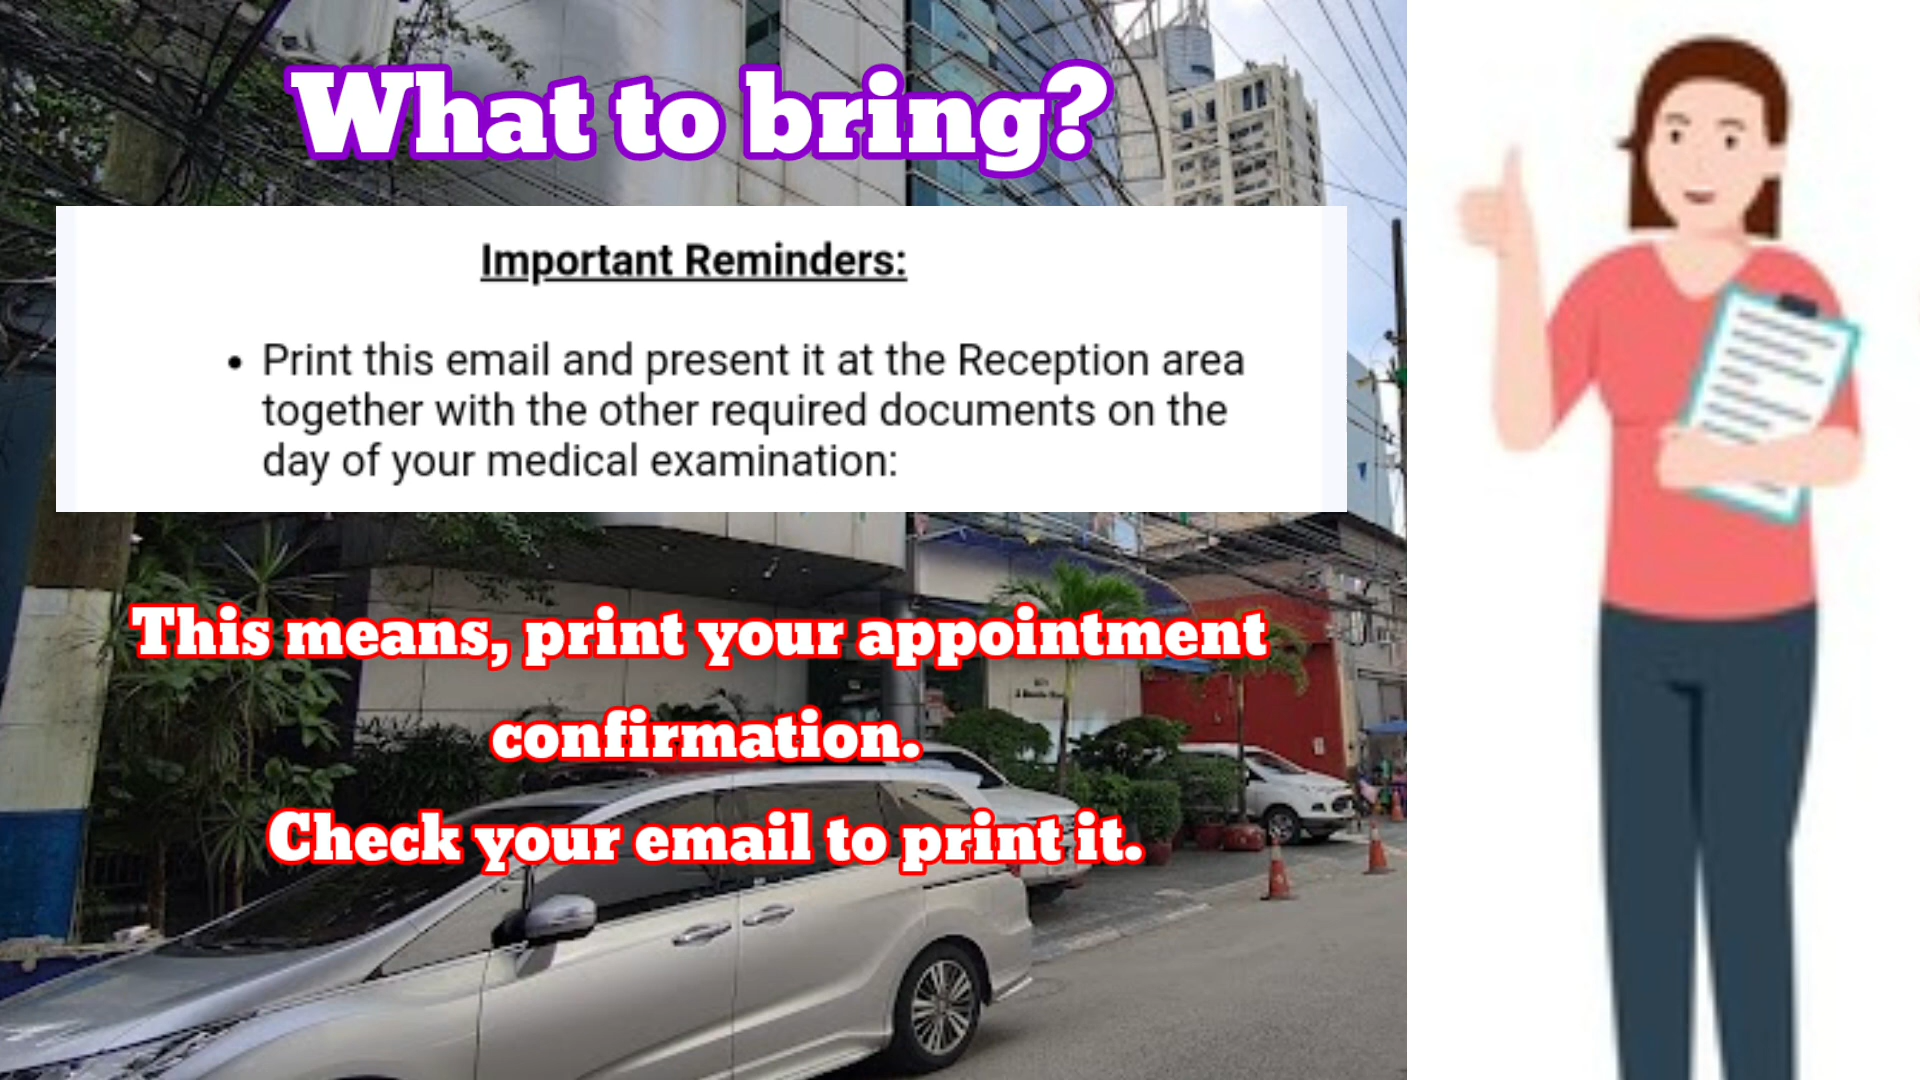 What to bring?
Important Reminders:
• Print this email and present it at the Reception area
together with the other required documents on the
day of your medical examination:
This means, print your appointment
confirmation.
Check your email to print it.